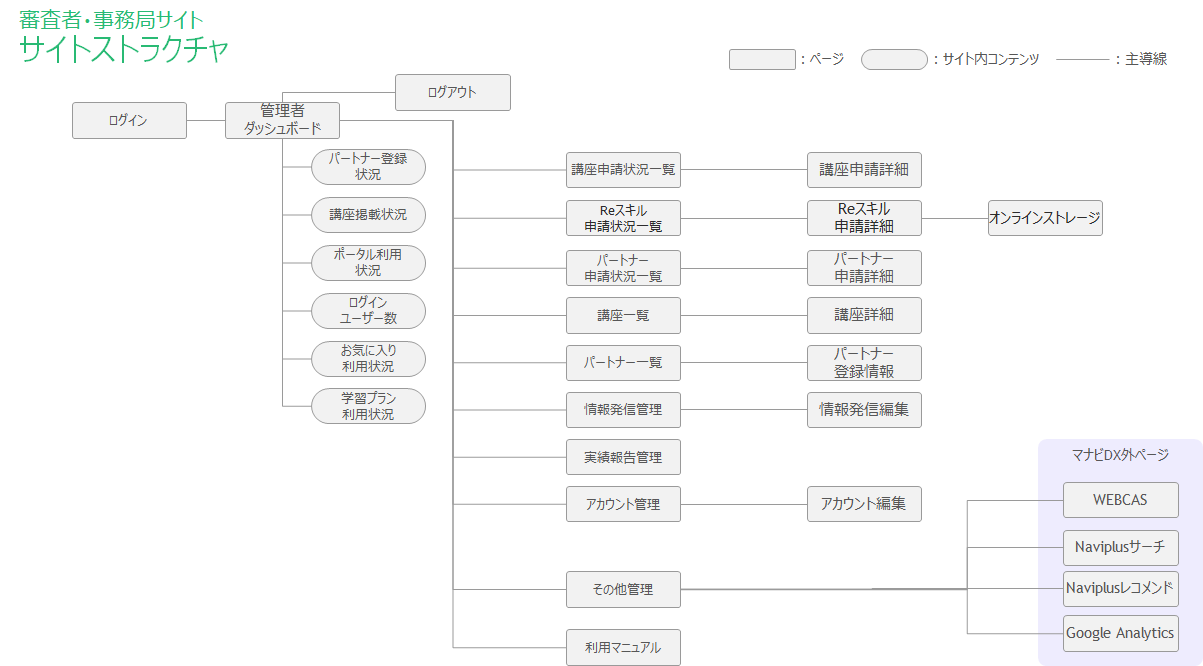 審査者・事務局サイト
サイトストラクチャ
：ページ
：サイト内コンテンツ
：主導線
ログアウト
ログイン
管理者
ダッシュボード
パートナー登録
状況
講座掲載状況
ポータル利用
状況
ログイン
ユーザー数
お気に入り
利用状況
学習プラン
利用状況
講座申請状況一覧
講座申請詳細
Reスキル
申請状況一覧
Reスキル
申請詳細
オンラインストレージ
パートナー
申請状況一覧
パートナー
申請詳細
講座一覧
講座詳細
パートナー一覧
パートナー
登録情報
情報発信管理
情報発信編集
実績報告管理
アカウント管理
アカウント編集
マナビDX外ページ
WEBCAS
Naviplusサーチ
その他管理
Naviplusレコメンド
Google Analytics
利用マニュアル